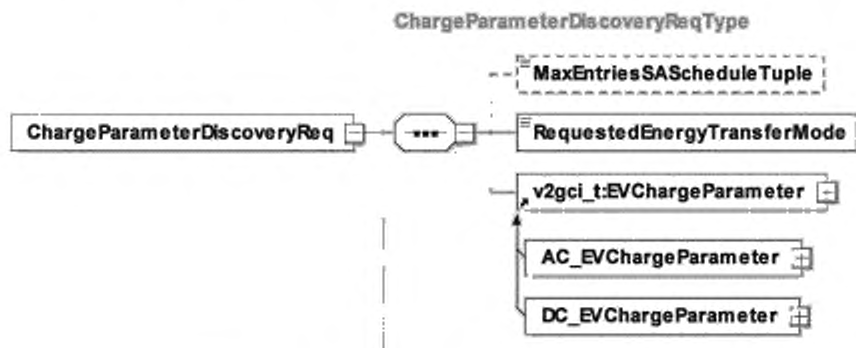 ChargeParameterDiscoveryReqType
MaxEntriesSAScheduleTuple
ChargeParameterDiscoveryReq
RequestedEnergyTransferMode
v2gci_t:EVChargeParameter
AC_EVChargeParameter
DC_EVChargeParameter